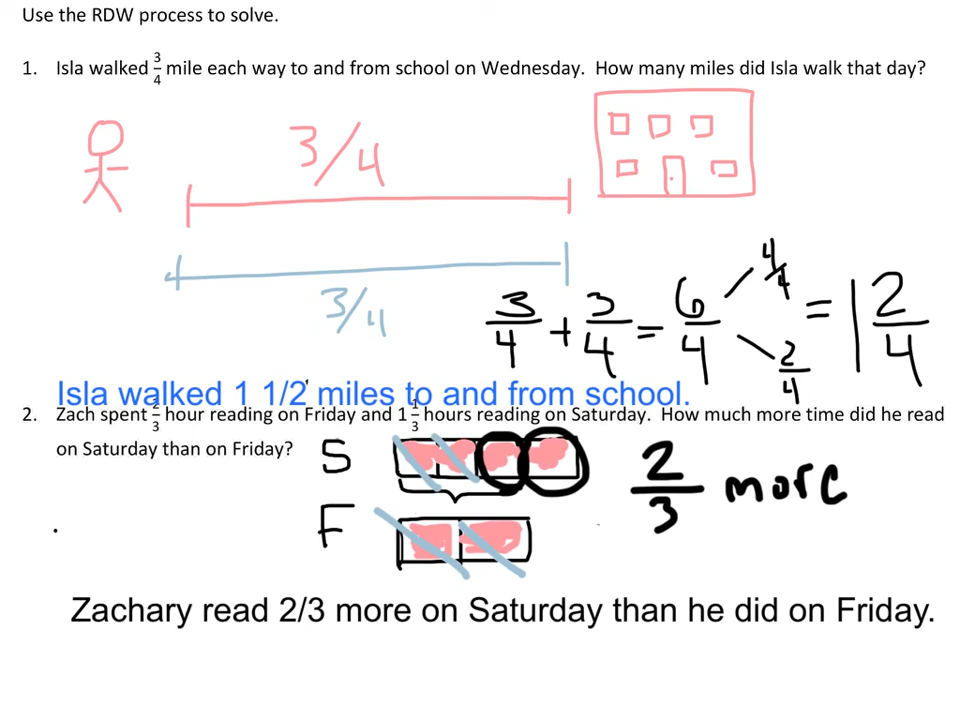 Use the RDW process to solve.
1. Isla walked 3/4 mile each way to and from school on Wednesday. How many miles did Isla walk that day?
3/4
3/4
3/4 + 3/4 = 6/4 4/4 2/4 = 1 2/4
Isla walked 1 1/2 miles to and from school.
2. Zach spent 2/3 hour reading on Friday and 1 1/3 hours reading on Saturday. How much more time did he read
on Saturday than on Friday?
S
2/3 more
F
Zachary read 2/3 more on Saturday than he did on Friday.